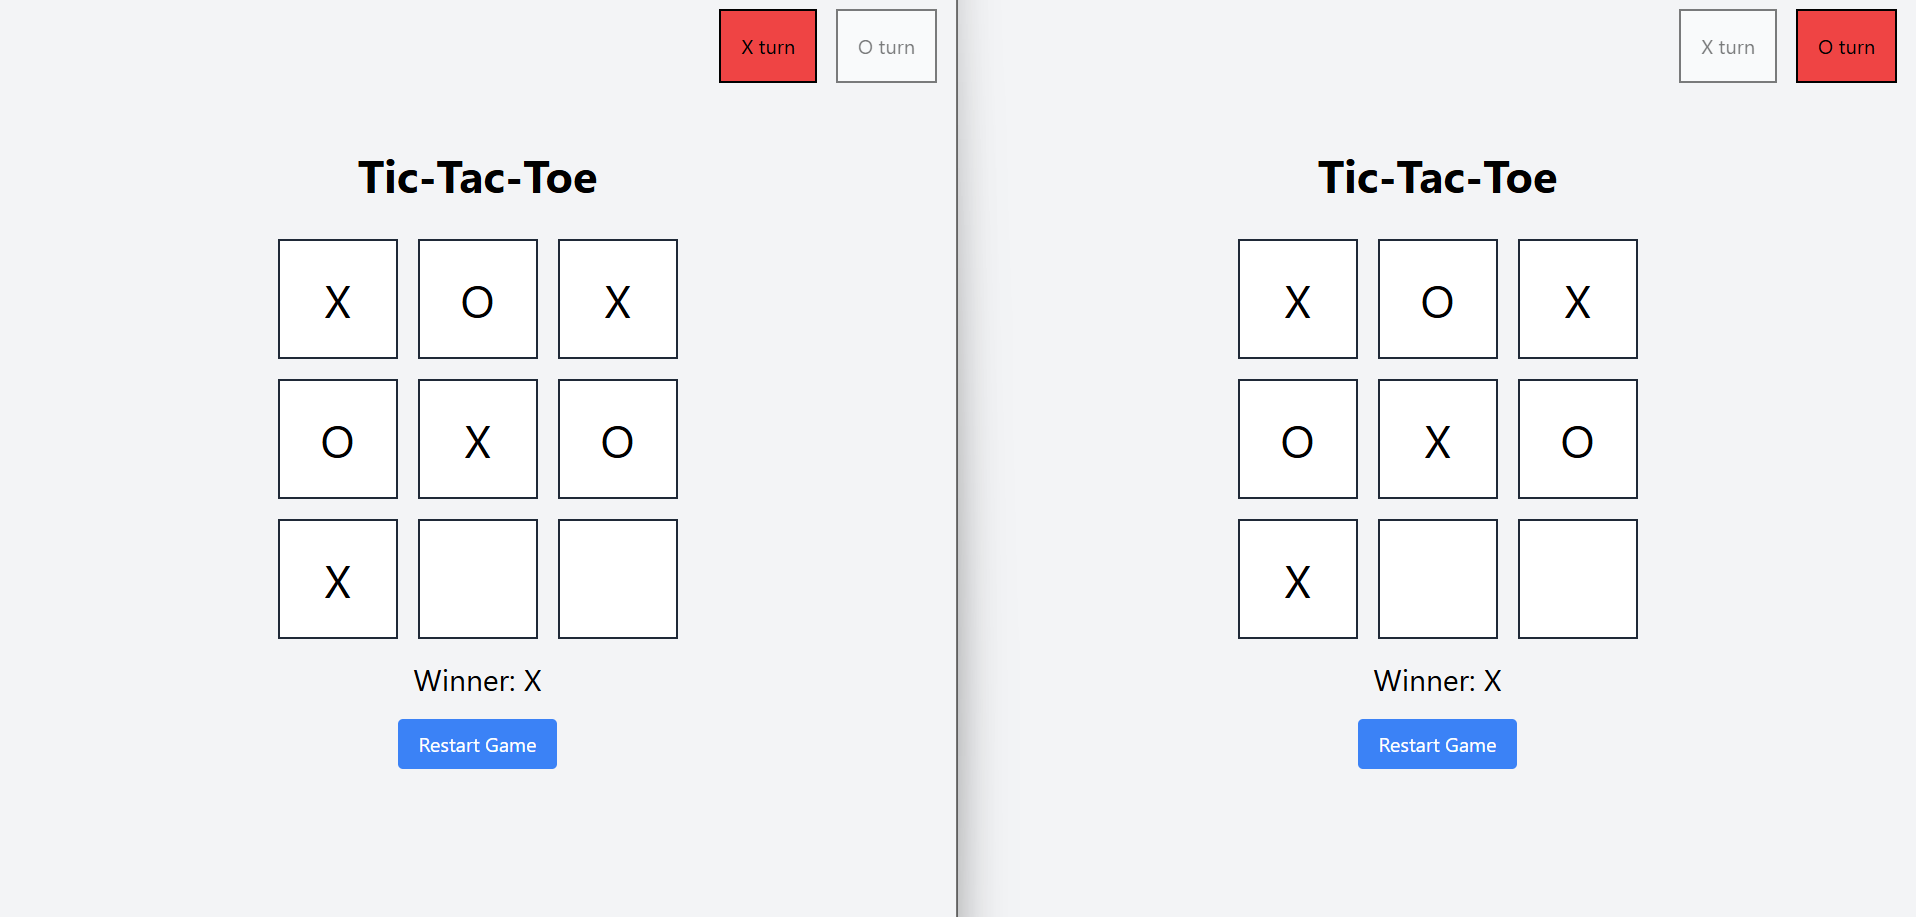 X turn O turn
Tic-Tac-Toe
X O X
O X O
X
Winner: X
Restart Game
X turn O turn
Tic-Tac-Toe
X O X
O X O
X
Winner: X
Restart Game